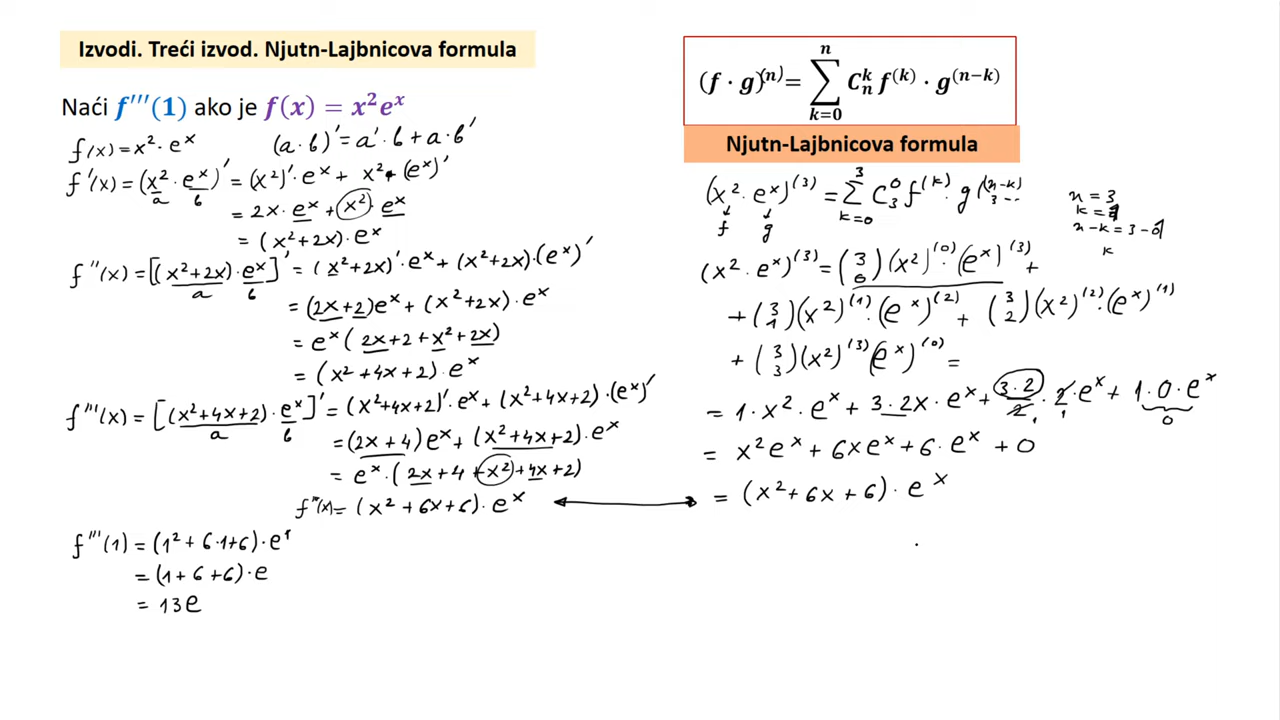 Izvodi. Treći izvod. Njutn-Lajbnicova formula
Naći f'''(1) ako je f(x) = x²eˣ
f(x) = x² · eˣ
(a · b)' = a' · b + a · b'
f'(x) = (x² · eˣ)' = (x²)' · eˣ + x² · (eˣ)'
a b
= 2x · eˣ + x² · eˣ
= (x² + 2x) · eˣ
f''(x) = [(x² + 2x) · eˣ]' = (x² + 2x)' · eˣ + (x² + 2x) · (eˣ)'
a b
= (2x + 2)eˣ + (x² + 2x) · eˣ
= eˣ (2x + 2 + x² + 2x)
= (x² + 4x + 2) · eˣ
f'''(x) = [(x² + 4x + 2) · eˣ]' = (x² + 4x + 2)' · eˣ + (x² + 4x + 2) · (eˣ)'
a b
= (2x + 4)eˣ + (x² + 4x + 2) · eˣ
= eˣ · (2x + 4 + x² + 4x + 2)
f'''(x) = (x² + 6x + 6) · eˣ
f'''(1) = (1² + 6·1 + 6) · e¹
= (1 + 6 + 6) · e
= 13e
(f · g)⁽ⁿ⁾ = ∑ₖ₌₀ⁿ Cₙᵏ f⁽ᵏ⁾ · g⁽ⁿ⁻ᵏ⁾
Njutn-Lajbnicova formula
(x² · eˣ)⁽³⁾ = ∑ₖ₌₀³ C₃⁰ f⁽ᵏ⁾ · g⁽ⁿ⁻ᵏ⁾
f g
n = 3
k =
n - k = 3 -
k
(x² · eˣ)⁽³⁾ = (3 0)(x²)⁽⁰⁾ · (eˣ)⁽³⁾ +
+ (3 1)(x²)⁽¹⁾ · (eˣ)⁽²⁾ + (3 2)(x²)⁽²⁾ · (eˣ)⁽¹⁾
+ (3 3)(x²)⁽³⁾(eˣ)⁽⁰⁾ =
= 1 · x² · eˣ + 3 · 2x · eˣ + 3·2/2 · 2 · eˣ + 1 · 0 · eˣ
1 1 0
= x²eˣ + 6xeˣ + 6 · eˣ + 0
= (x² + 6x + 6) · eˣ